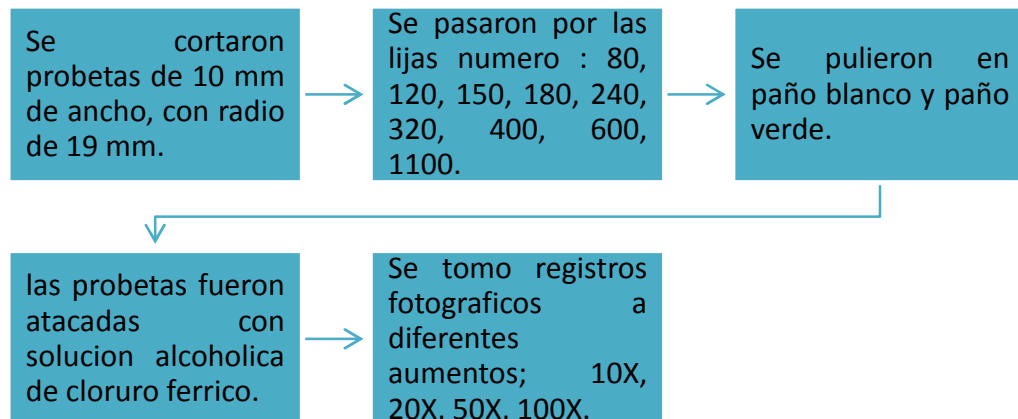 Se cortaron
probetas de 10 mm
de ancho, con radio
de 19 mm.
Se pasaron por las
lijas numero : 80,
120, 150, 180, 240,
320, 400, 600,
1100.
Se pulieron en
paño blanco y paño
verde.
las probetas fueron
atacadas con
solucion alcoholica
de cloruro ferrico.
Se tomo registros
fotograficos a
diferentes
aumentos; 10X,
20X, 50X, 100X.